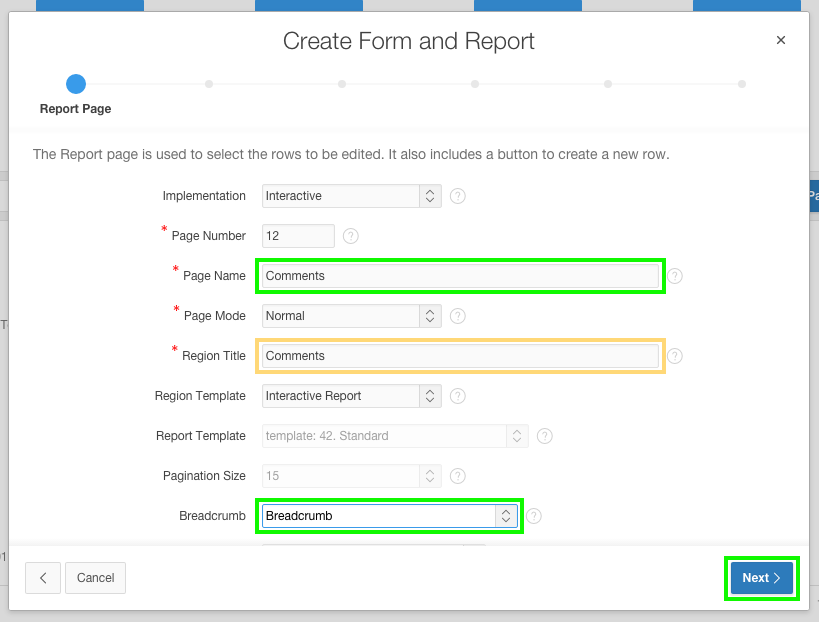 Create Form and Report
×
Report Page
The Report page is used to select the rows to be edited. It also includes a button to create a new row.
Implementation Interactive ?
* Page Number 12 ?
* Page Name Comments ?
* Page Mode Normal ?
* Region Title Comments ?
Region Template Interactive Report ?
Report Template template: 42. Standard ?
Pagination Size 15 ?
Breadcrumb Breadcrumb ?
< Cancel Next >